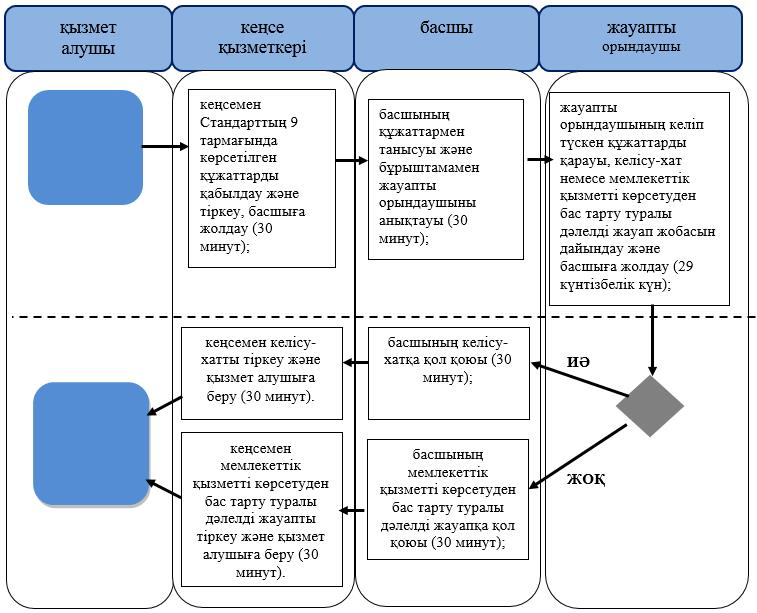 қызмет
алушы
кеңсе
қызметкері
басшы
жауапты
орындаушы
кеңсемен
Стандарттың 9
тармағында
көрсетілген
құжаттарды
қабылдау және
тіркеу, басшыға
жолдау (30
минут);
басшының
құжаттармен
танысуы және
бұрыштамамен
жауапты
орындаушыны
анықтауы (30
минут);
жауапты
орындаушының келіп
түскен құжаттарды
қарауы, келісу-хат
немесе мемлекеттік
қызметті көрсетуден
бас тарту туралы
дәлелді жауап жобасын
дайындау және
басшыға жолдау (29
күнтізбелік күн);
кеңсемен келісу-
хатты тіркеу және
қызмет алушыға
беру (30 минут).
басшының келісу-
хатқа қол қоюы (30
минут);
ИӘ
кеңсемен
мемлекеттік
қызметті көрсетуден
бас тарту туралы
дәлелді жауапты
тіркеу және қызмет
алушыға беру (30
минут).
басшының
мемлекеттік
қызметті көрсетуден
бас тарту туралы
дәлелді жауапқа қол
қоюы (30 минут);
ЖОҚ